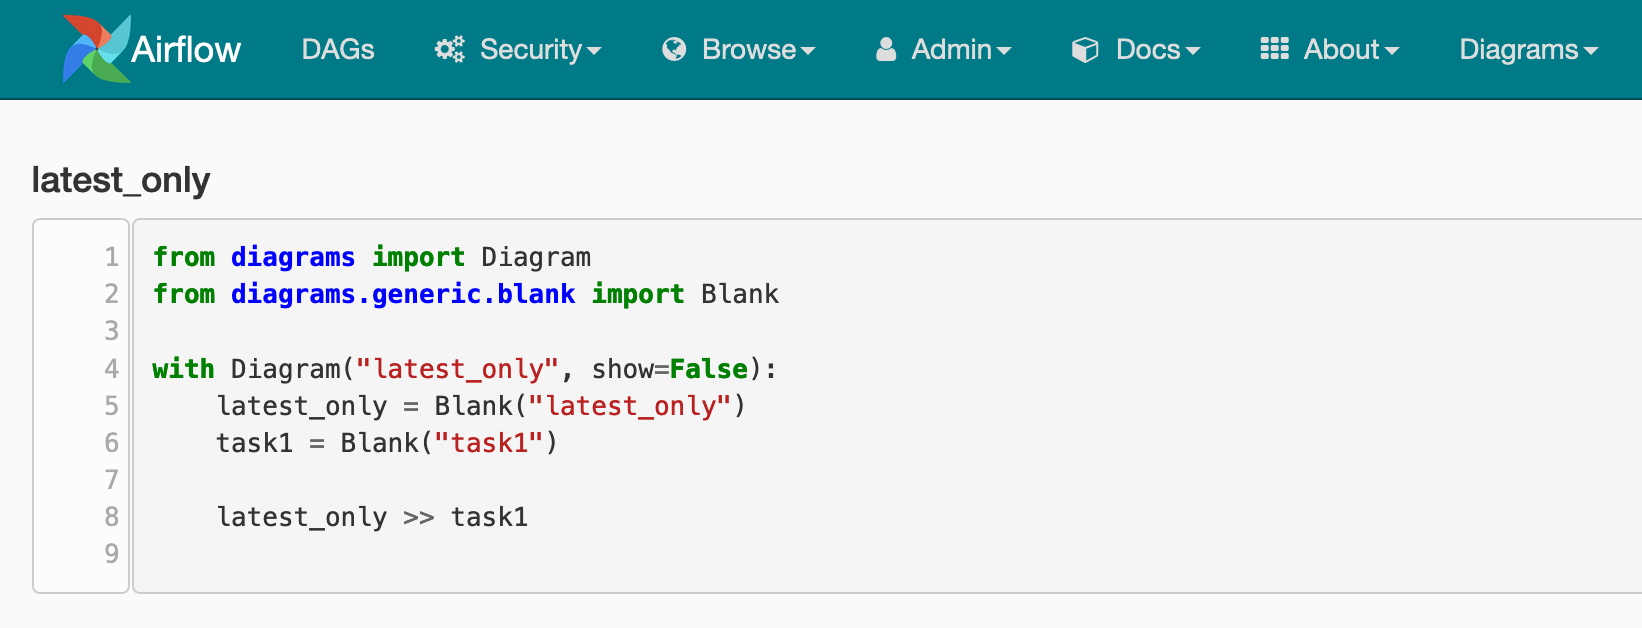 Airflow DAGs Security Browse Admin Docs About Diagrams
latest_only
1 from diagrams import Diagram
2 from diagrams.generic.blank import Blank
3
4 with Diagram("latest_only", show=False):
5     latest_only = Blank("latest_only")
6     task1 = Blank("task1")
7
8     latest_only >> task1
9